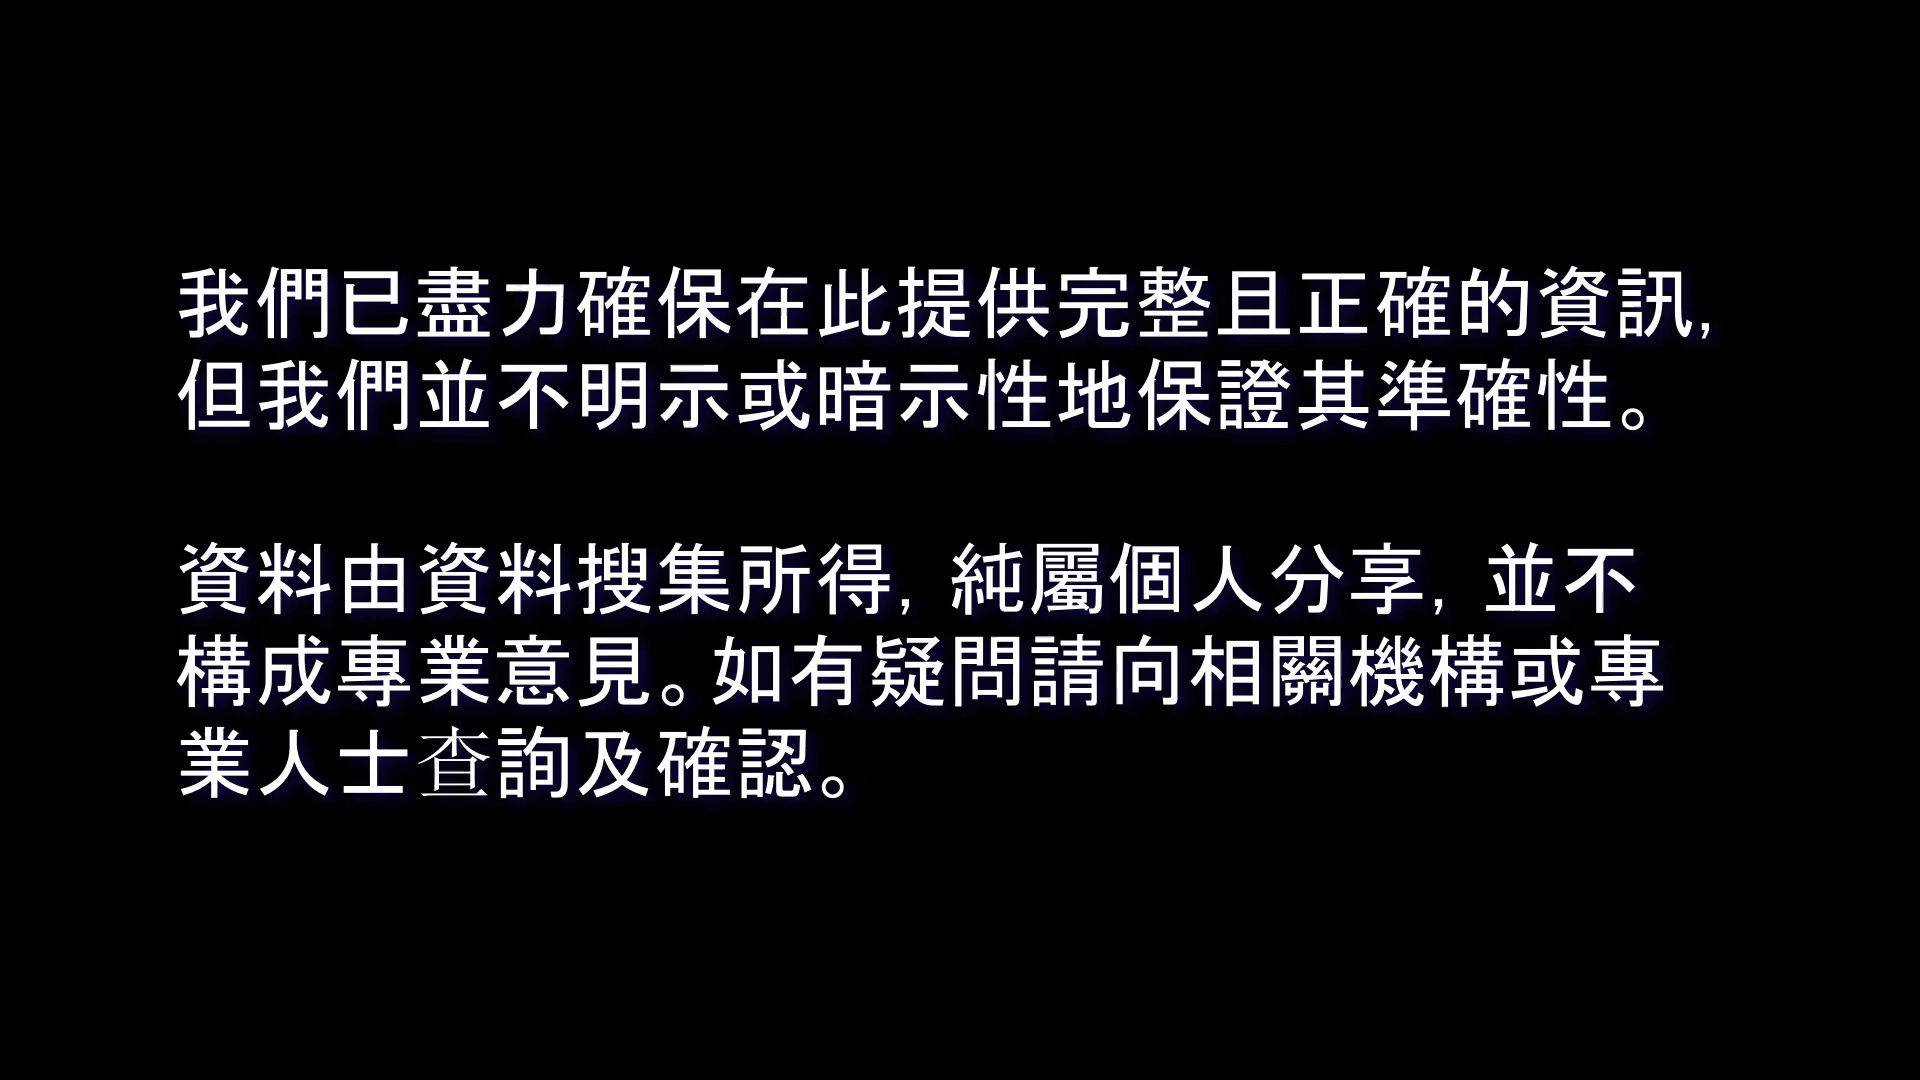 我們已盡力確保在此提供完整且正確的資訊,
但我們並不明示或暗示性地保證其準確性。
資料由資料搜集所得, 純屬個人分享, 並不
構成專業意見。如有疑問請向相關機構或專
業人士查詢及確認。